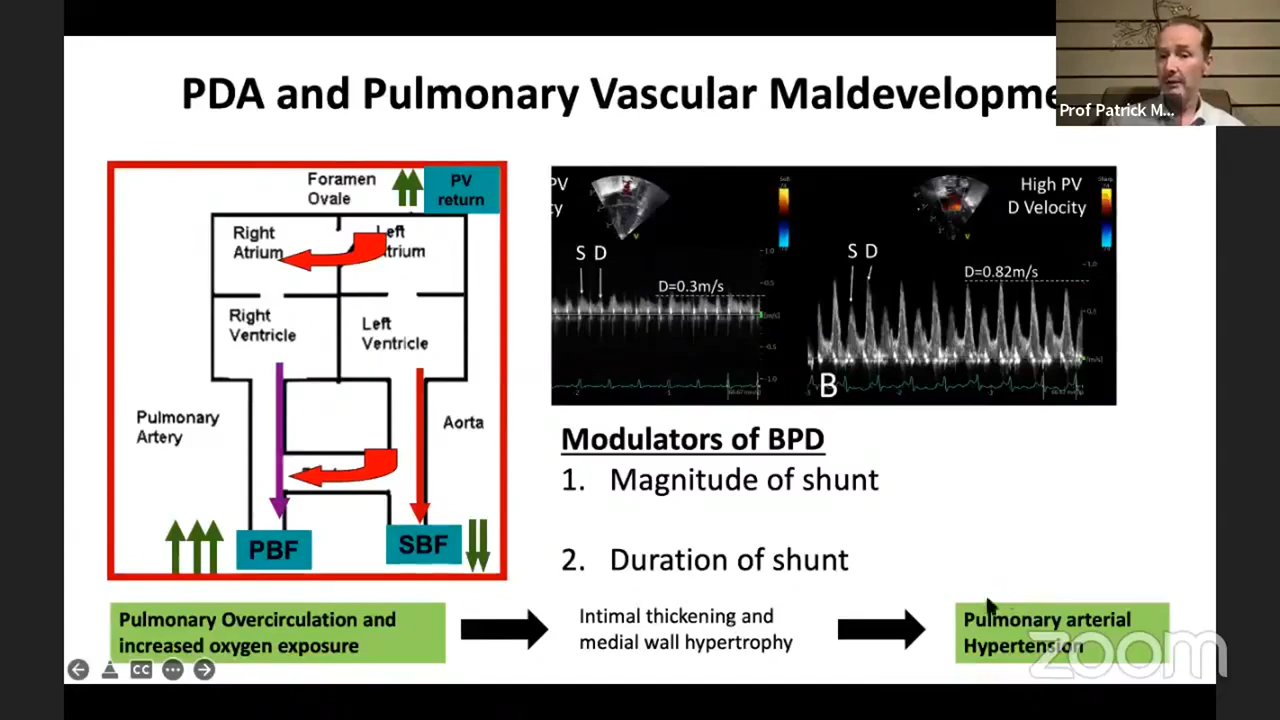 PDA and Pulmonary Vascular Maldevelopme
Prof Patrick M...
Foramen
Ovale
PV
return
Right
Atrium
Left
trium
Right
Ventricle
Left
Ventricle
Pulmonary
Artery
Aorta
PBF
SBF
PV
ty
S D
D=0.3m/s
High PV
D Velocity
S D
D=0.82m/s
B
Modulators of BPD
1. Magnitude of shunt
2. Duration of shunt
Pulmonary Overcirculation and
increased oxygen exposure
Intimal thickening and
medial wall hypertrophy
Pulmonary arterial
Hypertension
CC
zoom